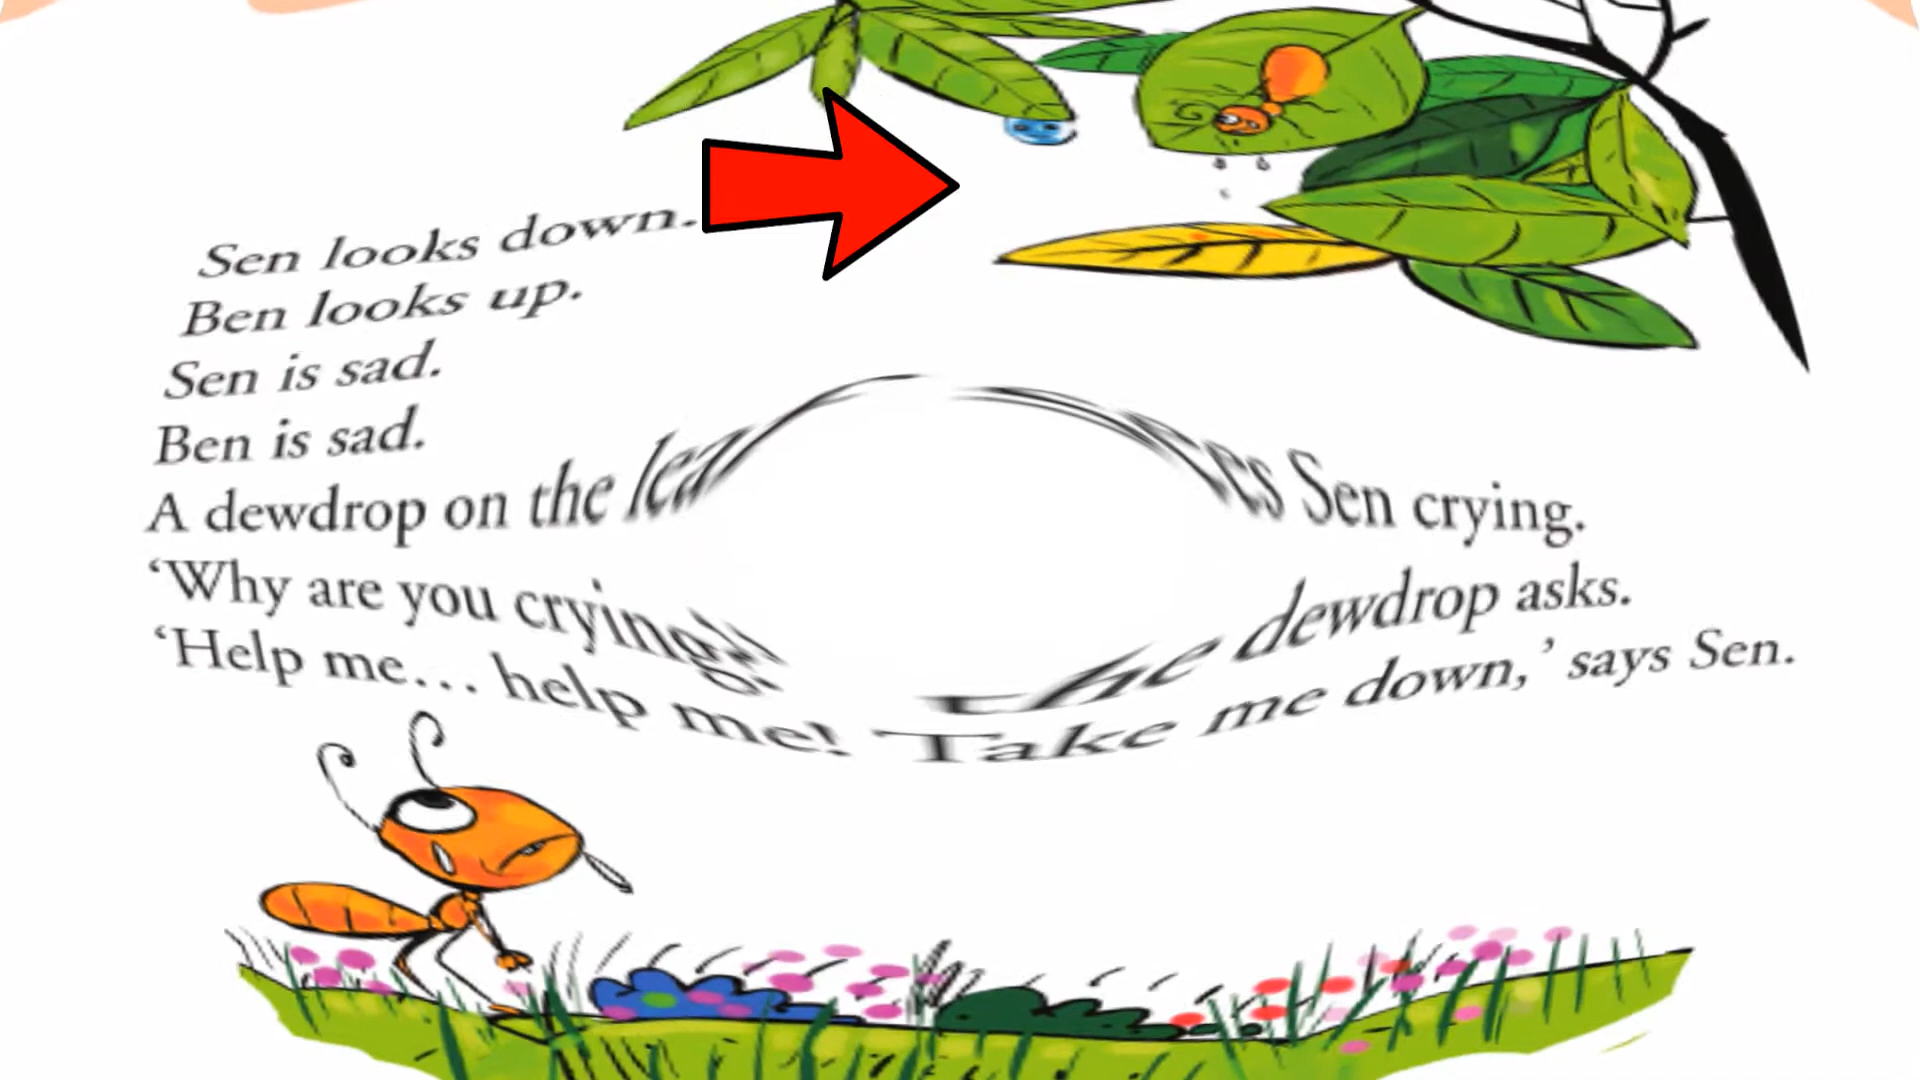 Sen looks down.
Ben looks up.
Sen is sad.
Ben is sad.
A dewdrop on the Sen crying.
‘Why are you crying?’ the dewdrop asks.
‘Help me… help me! Take me down,’ says Sen.